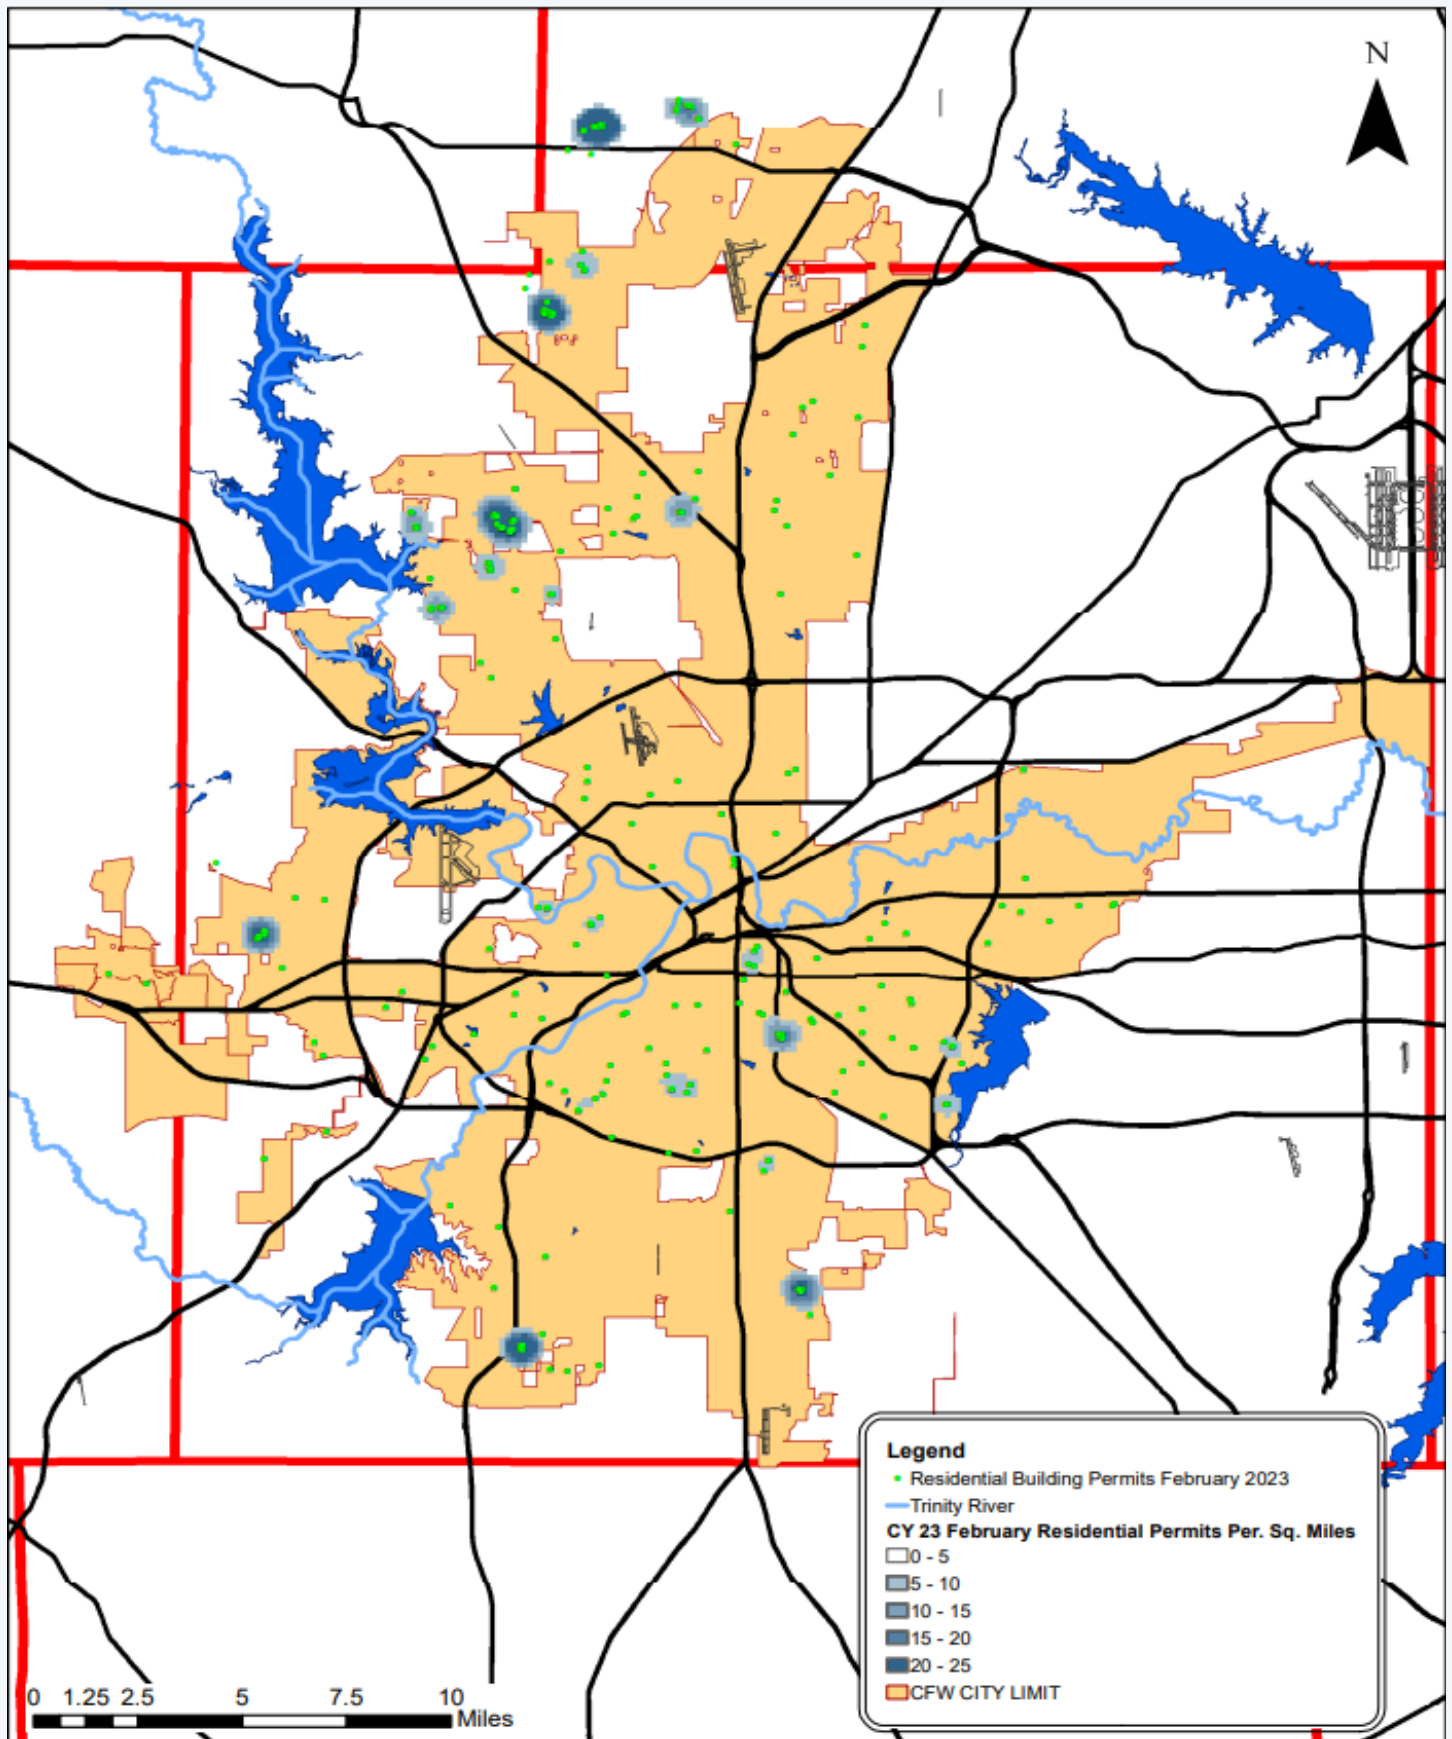 N
Legend
Residential Building Permits February 2023
Trinity River
CY 23 February Residential Permits Per. Sq. Miles
0 - 5
5 - 10
10 - 15
15 - 20
20 - 25
CFW CITY LIMIT
0 1.25 2.5 5 7.5 10
Miles